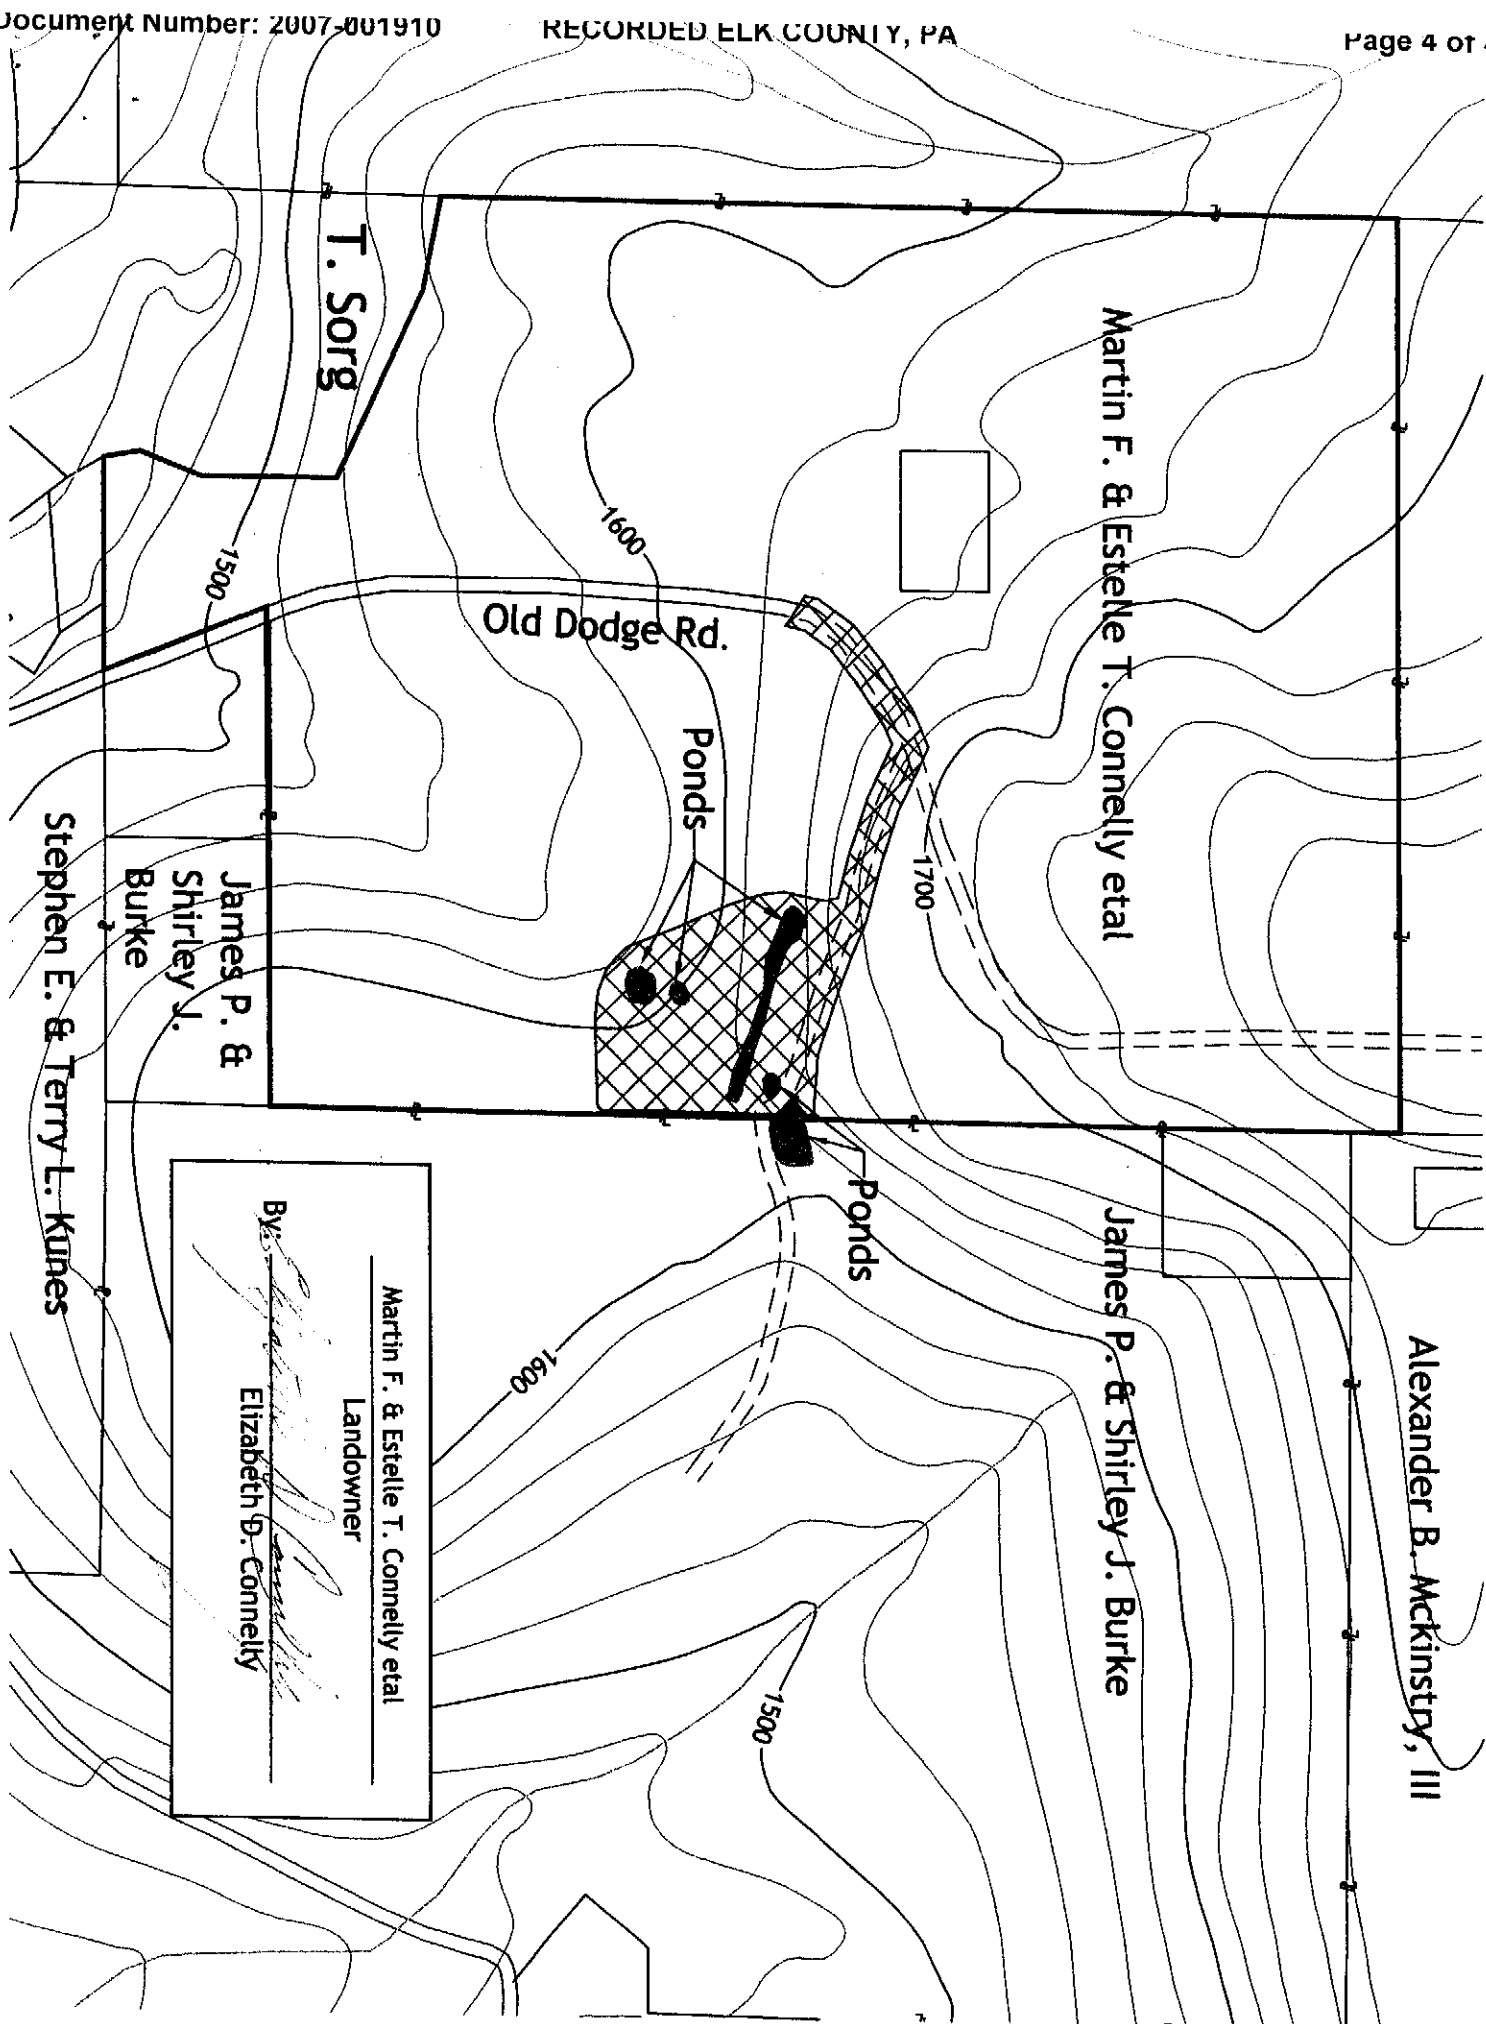 Document Number: 2007-001910
RECORDED ELK COUNTY, PA
Page 4 of
T. Sorg
Martin F. & Estelle T. Connelly etal
1600
1500
Old Dodge Rd.
Ponds
1700
James P. &
Shirley J.
Burke
Stephen E. & Terry L. Kunes
Ponds
James P. & Shirley J. Burke
Alexander B. Mckinstry, III
1600
1500
Martin F. & Estelle T. Connelly etal
Landowner
By:
Elizabeth D. Connelly